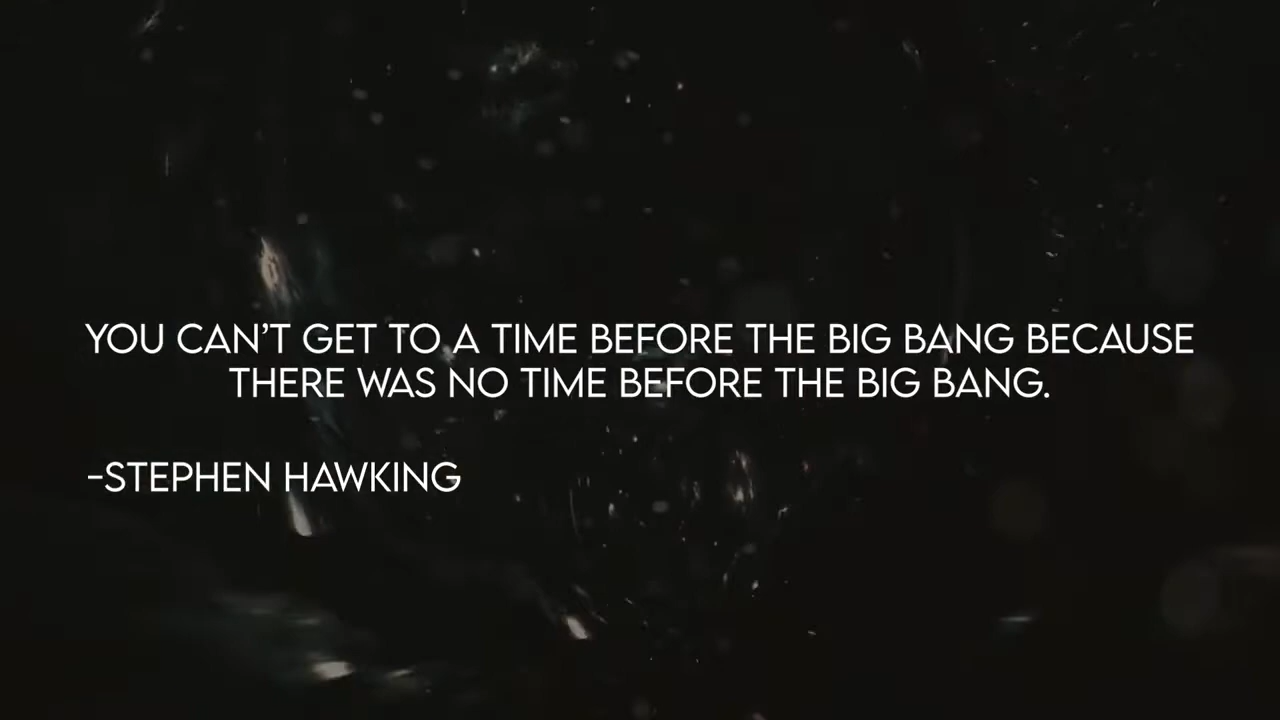 YOU CAN'T GET TO A TIME BEFORE THE BIG BANG BECAUSE
THERE WAS NO TIME BEFORE THE BIG BANG.
-STEPHEN HAWKING